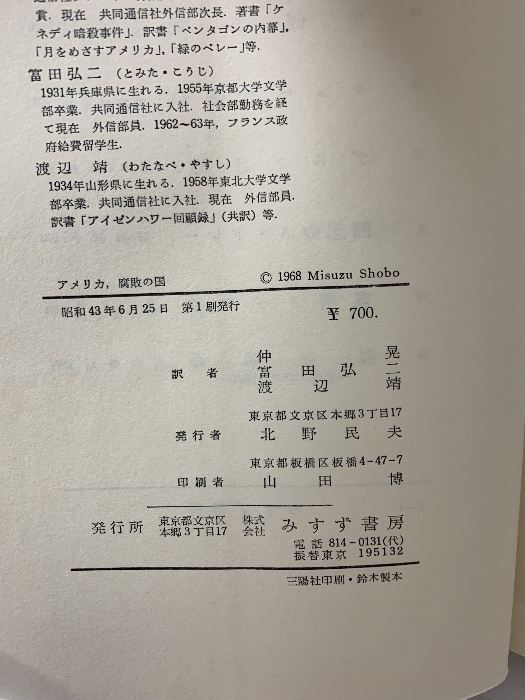 賞．現在 共同通信社外信部次長．著書「ケ
ネディ暗殺事件」．訳書「ペンタゴンの内幕」，
「月をめざすアメリカ」，「緑のベレー」等．
富田弘二（とみた・こうじ）
1931年兵庫県に生れる．1955年京都大学文学
部卒業．共同通信社に入社．社会部勤務を経
て現在 外信部員．1962～63年，フランス政
府給費留学生．
渡辺 靖（わたなべ・やすし）
1934年山形県に生れる．1958年東北大学文学
部卒業．共同通信社に入社．現在 外信部員．
訳書「アイゼンハワー回顧録」（共訳）等．
アメリカ，腐敗の国 © 1968 Misuzu Shobo
昭和43年6月25日 第1刷発行
¥ 700.
訳者 仲 晃
富田弘二
渡辺 靖
東京都文京区本郷3丁目17
発行者 北野民夫
東京都板橋区板橋4-47-7
印刷者 山田 博
発行所 東京都文京区本郷3丁目17 株式会社 みすず書房
電話 814-0131(代)
振替東京 195132
三陽社印刷・鈴木製本